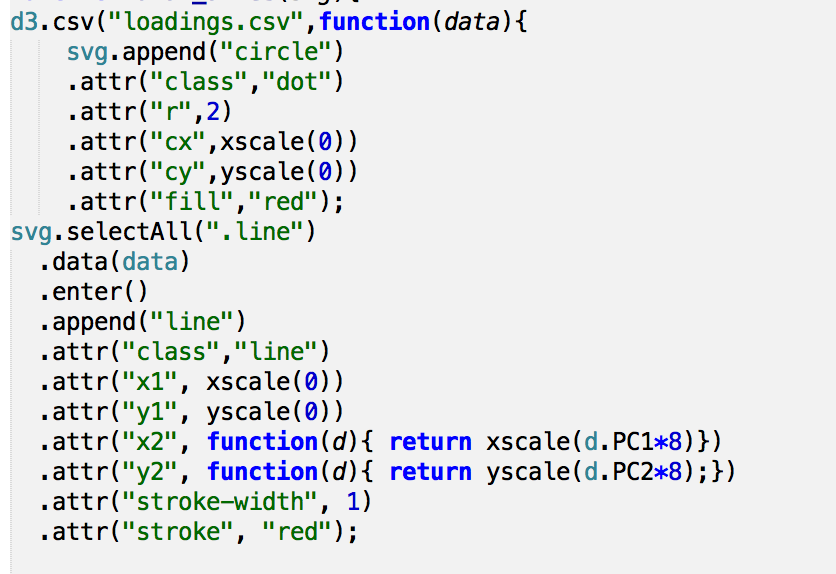 d3.csv("loadings.csv",function(data){
svg.append("circle")
.attr("class","dot")
.attr("r",2)
.attr("cx",xscale(0))
.attr("cy",yscale(0))
.attr("fill","red");
svg.selectAll(".line")
.data(data)
.enter()
.append("line")
.attr("class","line")
.attr("x1", xscale(0))
.attr("y1", yscale(0))
.attr("x2", function(d){ return xscale(d.PC1*8)})
.attr("y2", function(d){ return yscale(d.PC2*8);})
.attr("stroke-width", 1)
.attr("stroke", "red");